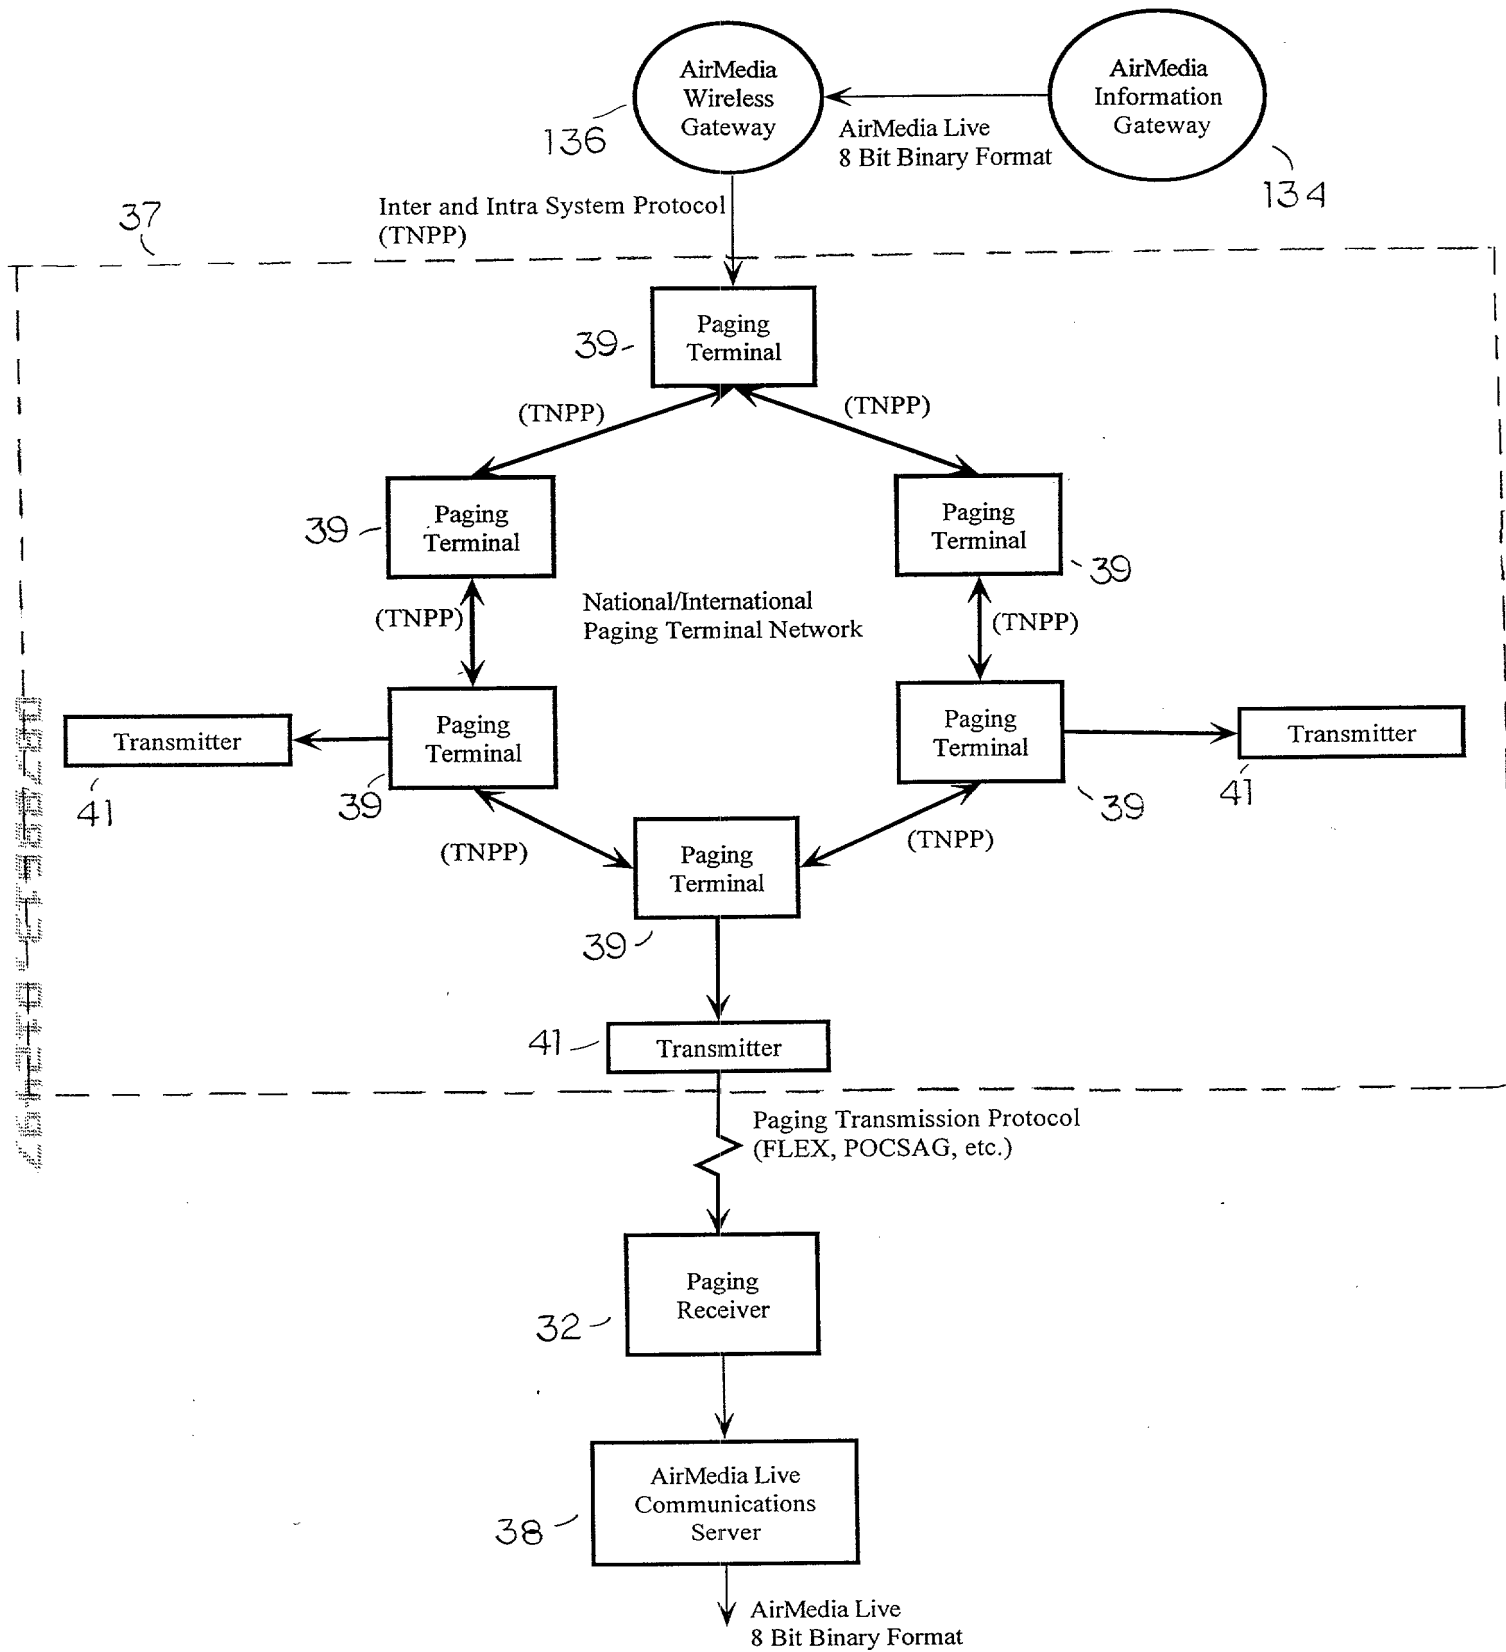 AirMedia
Wireless
Gateway
AirMedia
Information
Gateway
136
AirMedia Live
8 Bit Binary Format
134
Inter and Intra System Protocol
(TNPP)
37
Paging
Terminal
39
(TNPP)
(TNPP)
Paging
Terminal
39
Paging
Terminal
39
(TNPP)
National/International
Paging Terminal Network
(TNPP)
Transmitter
41
Paging
Terminal
39
Paging
Terminal
39
Transmitter
41
(TNPP)
Paging
Terminal
39
(TNPP)
41
Transmitter
Paging Transmission Protocol
(FLEX, POCSAG, etc.)
Paging
Receiver
32
AirMedia Live
Communications
Server
38
AirMedia Live
8 Bit Binary Format